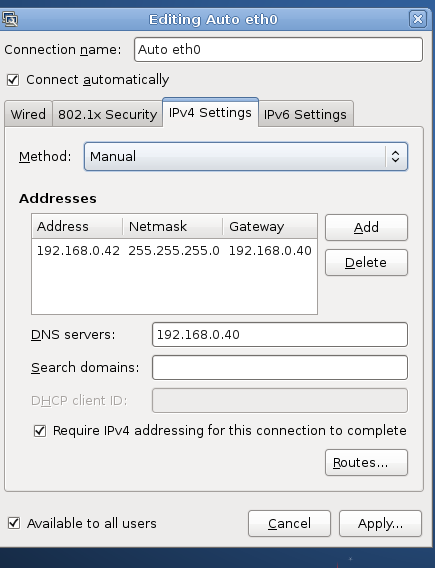 Editing Auto eth0
Connection name: Auto eth0
Connect automatically
Wired 802.1x Security IPv4 Settings IPv6 Settings
Method: Manual
Addresses
Address Netmask Gateway
192.168.0.42 255.255.255.0 192.168.0.40
Add
Delete
DNS servers: 192.168.0.40
Search domains:
DHCP client ID:
Require IPv4 addressing for this connection to complete
Routes...
Available to all users
Cancel Apply...